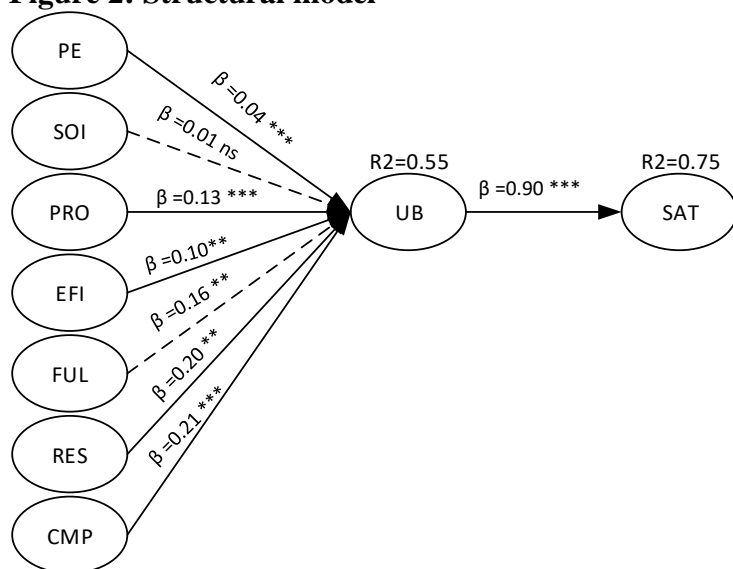 Figure 2: Structural model
PE
β =0.04 ***
SOI
β =0.01 ns
R2=0.55
R2=0.75
PRO
β =0.13 ***
UB
β =0.90 ***
SAT
EFI
β =0.10**
FUL
β =0.16 **
RES
β =0.20 **
CMP
β =0.21 ***